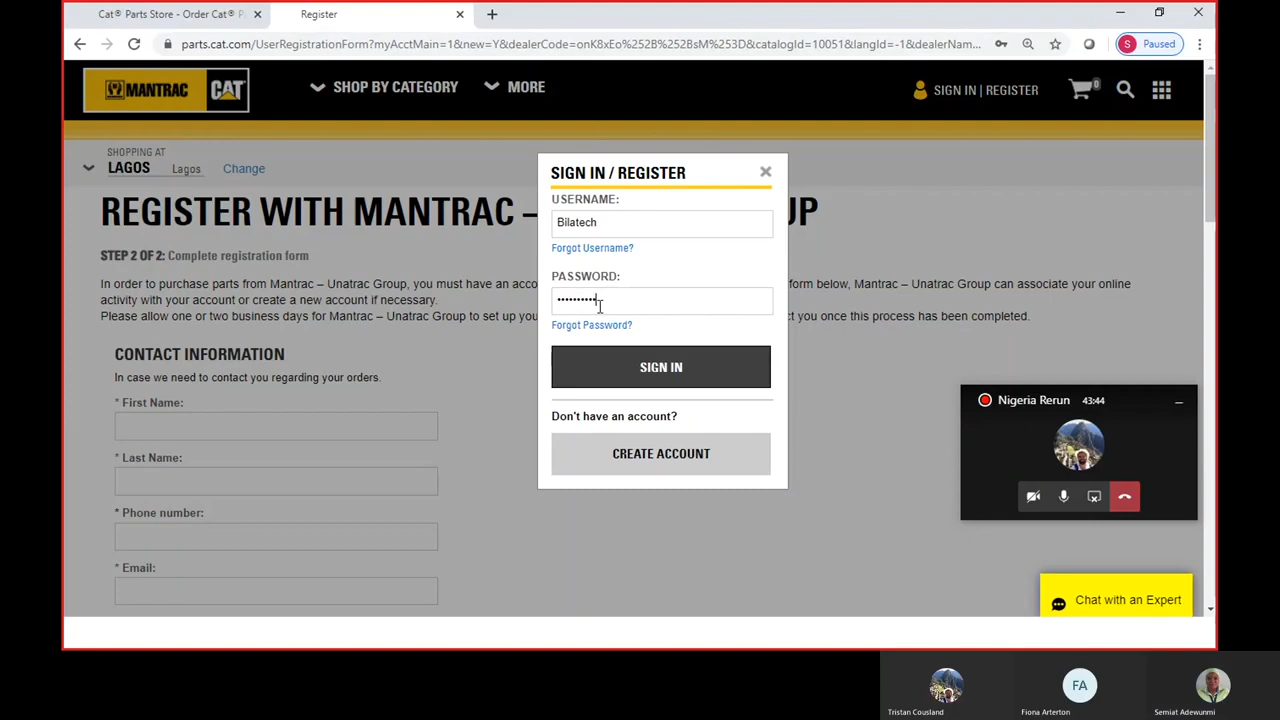 Cat® Parts Store - Order Cat® P
Register
parts.cat.com/UserRegistrationForm?myAcctMain=1&new=Y&dealerCode=onK8xEo%252B%252BsM%253D&catalogId=10051&langId=-1&dealerNam...
S Paused
MANTRAC CAT
SHOP BY CATEGORY
MORE
SIGN IN | REGISTER
0
SHOPPING AT
LAGOS Lagos Change
REGISTER WITH MANTRAC – UP
STEP 2 OF 2: Complete registration form
In order to purchase parts from Mantrac – Unatrac Group, you must have an acco form below, Mantrac – Unatrac Group can associate your online
activity with your account or create a new account if necessary.
Please allow one or two business days for Mantrac – Unatrac Group to set up you ct you once this process has been completed.
CONTACT INFORMATION
In case we need to contact you regarding your orders.
* First Name:
* Last Name:
* Phone number:
* Email:
SIGN IN / REGISTER
USERNAME:
Bilatech
Forgot Username?
PASSWORD:
••••••••••
Forgot Password?
SIGN IN
Don't have an account?
CREATE ACCOUNT
Nigeria Rerun 43:44
Chat with an Expert
FA
Tristan Cousland
Fiona Arterton
Semiat Adewunmi